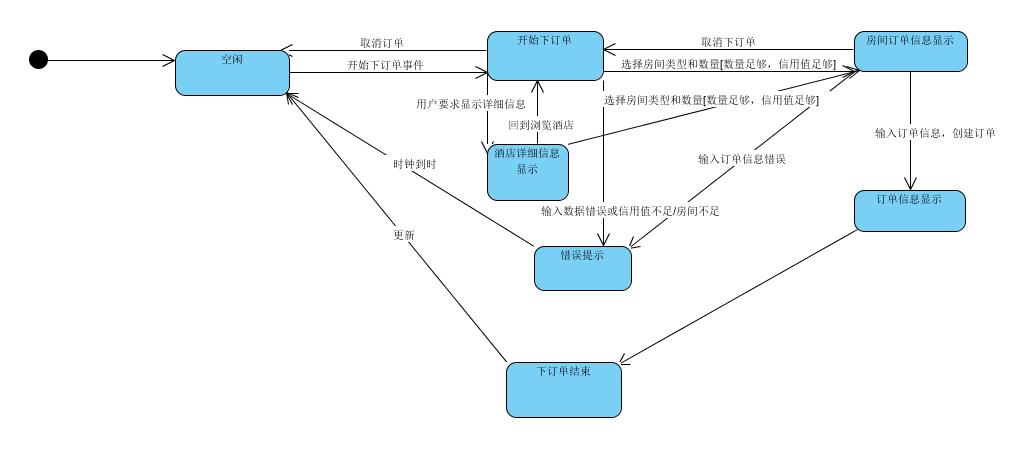 取消订单
开始下订单
取消下订单
房间订单信息显示
空闲
开始下订单事件
选择房间类型和数量[数量足够，信用值足够]
用户要求显示详细信息
选择房间类型和数量[数量足够，信用值足够]
回到浏览酒店
输入订单信息，创建订单
酒店详细信息
显示
时钟到时
输入订单信息错误
订单信息显示
输入数据错误或信用值不足/房间不足
更新
错误提示
下订单结束